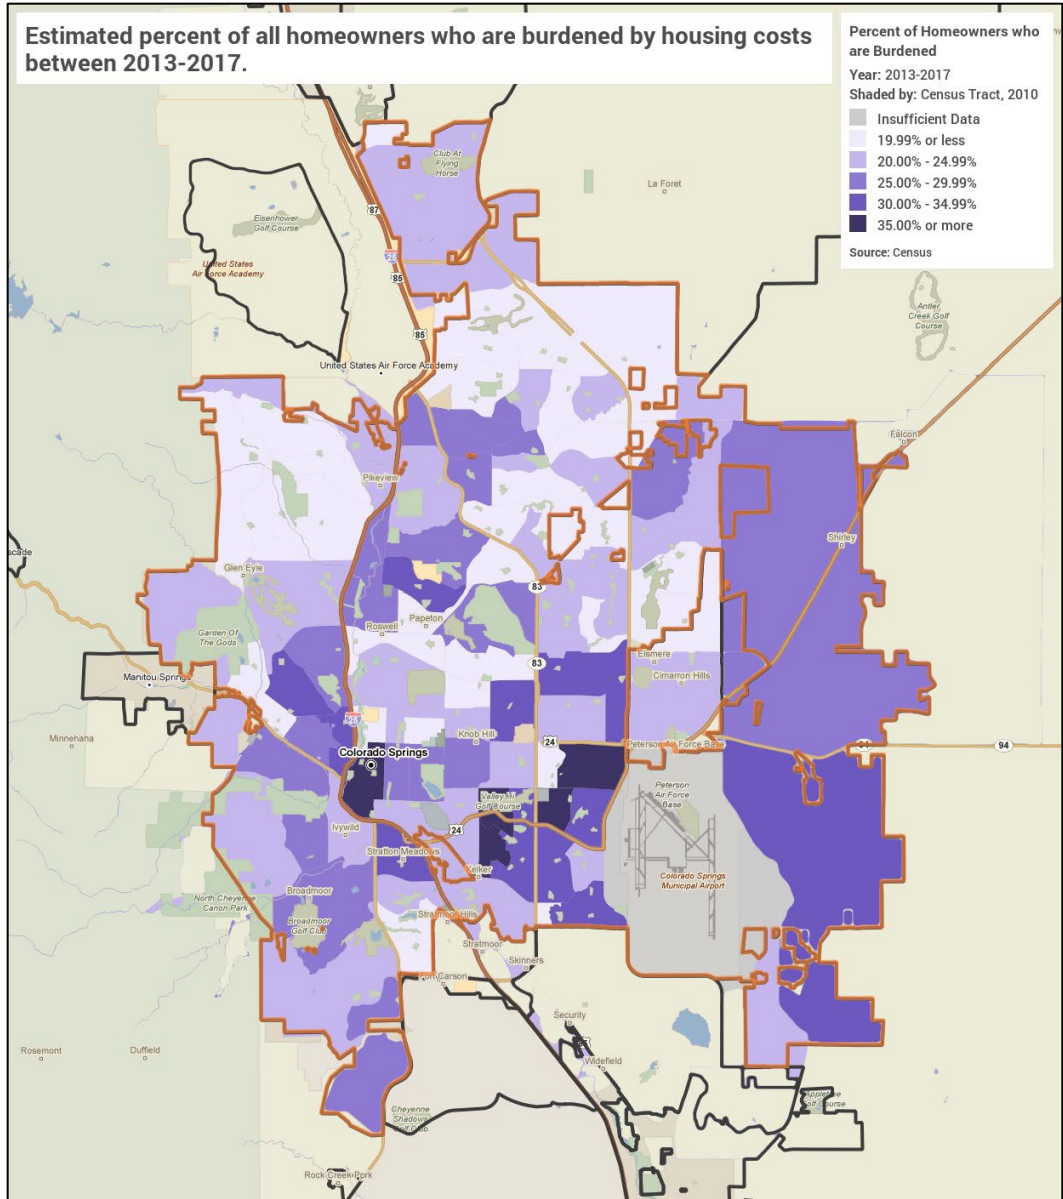 Estimated percent of all homeowners who are burdened by housing costs
between 2013-2017.
Percent of Homeowners who
are Burdened
Year: 2013-2017
Shaded by: Census Tract, 2010
Insufficient Data
19.99% or less
20.00% - 24.99%
25.00% - 29.99%
30.00% - 34.99%
35.00% or more
Source: Census
Club At
Flying
Horse
La Foret
87
Eisenhower
Golf Course
25
United States
Air Force Academy
85
Antler
Creek Golf
Course
85
United States Air Force Academy
Falcon
Pikeview
Shirley
scade
Glen Eyie
83
Roswell
Papeton
Garden Of
The Gods
Elsmere
83
Cimarron Hills
Manitou Springs
25
Minnehaha
Knob Hill
24
Peterson Air Force Base
94
94
Colorado Springs
Peterson
Air Force
Base
Valley Hi
Golf Course
Ivywild
24
Stratton Meadows
Kelker
Colorado Springs
Municipal Airport
Broadmoor
North Cheyenne
Canon Park
Broadmoor
Golf Club
Stratmoor Hills
Stratmoor
Skinners
Fort Carson
Security
Rosemont
Duffield
Widefield
Cheyenne
Shadows
Golf Club
Appletree
Golf Course
Rock Creek Park